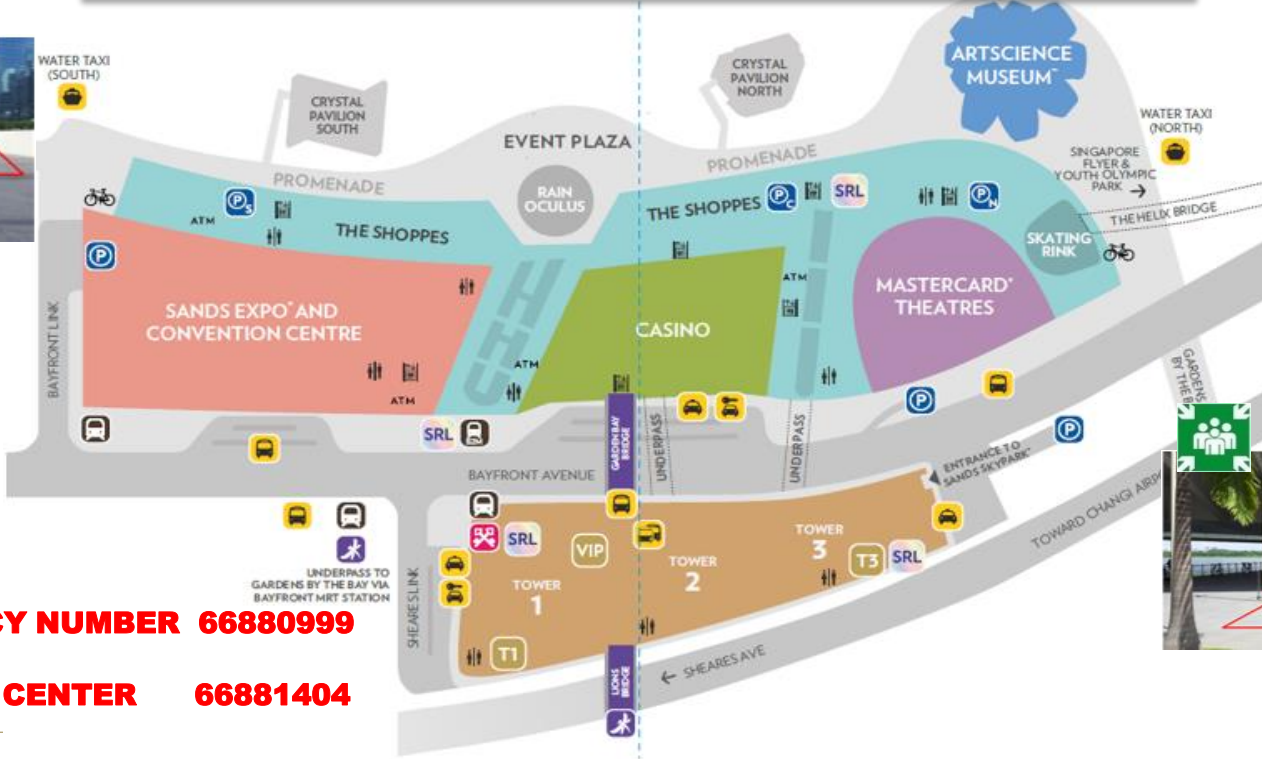 ARTSCIENCE
MUSEUM™
WATER TAXI
(SOUTH)
CRYSTAL
PAVILION
NORTH
CRYSTAL
PAVILION
SOUTH
WATER TAXI
(NORTH)
EVENT PLAZA
SINGAPORE
FLYER &
YOUTH OLYMPIC
PARK →
PROMENADE
PROMENADE
RAIN
OCULUS
THE SHOPPES
PC
SRL
PN
THE HELIX BRIDGE
PS
ATM
THE SHOPPES
SKATING
RINK
P
ATM
MASTERCARD®
THEATRES
SANDS EXPO® AND
CONVENTION CENTRE
CASINO
BAYFRONT LINK
ATM
ATM
GARDENS
BY THE B
P
SRL
GARDEN BAY
BRIDGE
UNDERPASS
UNDERPASS
P
BAYFRONT AVENUE
ENTRANCE TO
SANDS SKYPARK®
TOWARD CHANGI AIRP
SRL
VIP
TOWER
1
TOWER
2
TOWER
3
T3
SRL
UNDERPASS TO
GARDENS BY THE BAY VIA
BAYFRONT MRT STATION
SHEARES LINK
CY NUMBER 66880999
T1
LIONS
BRIDGE
← SHEARES AVE
CENTER 66881404